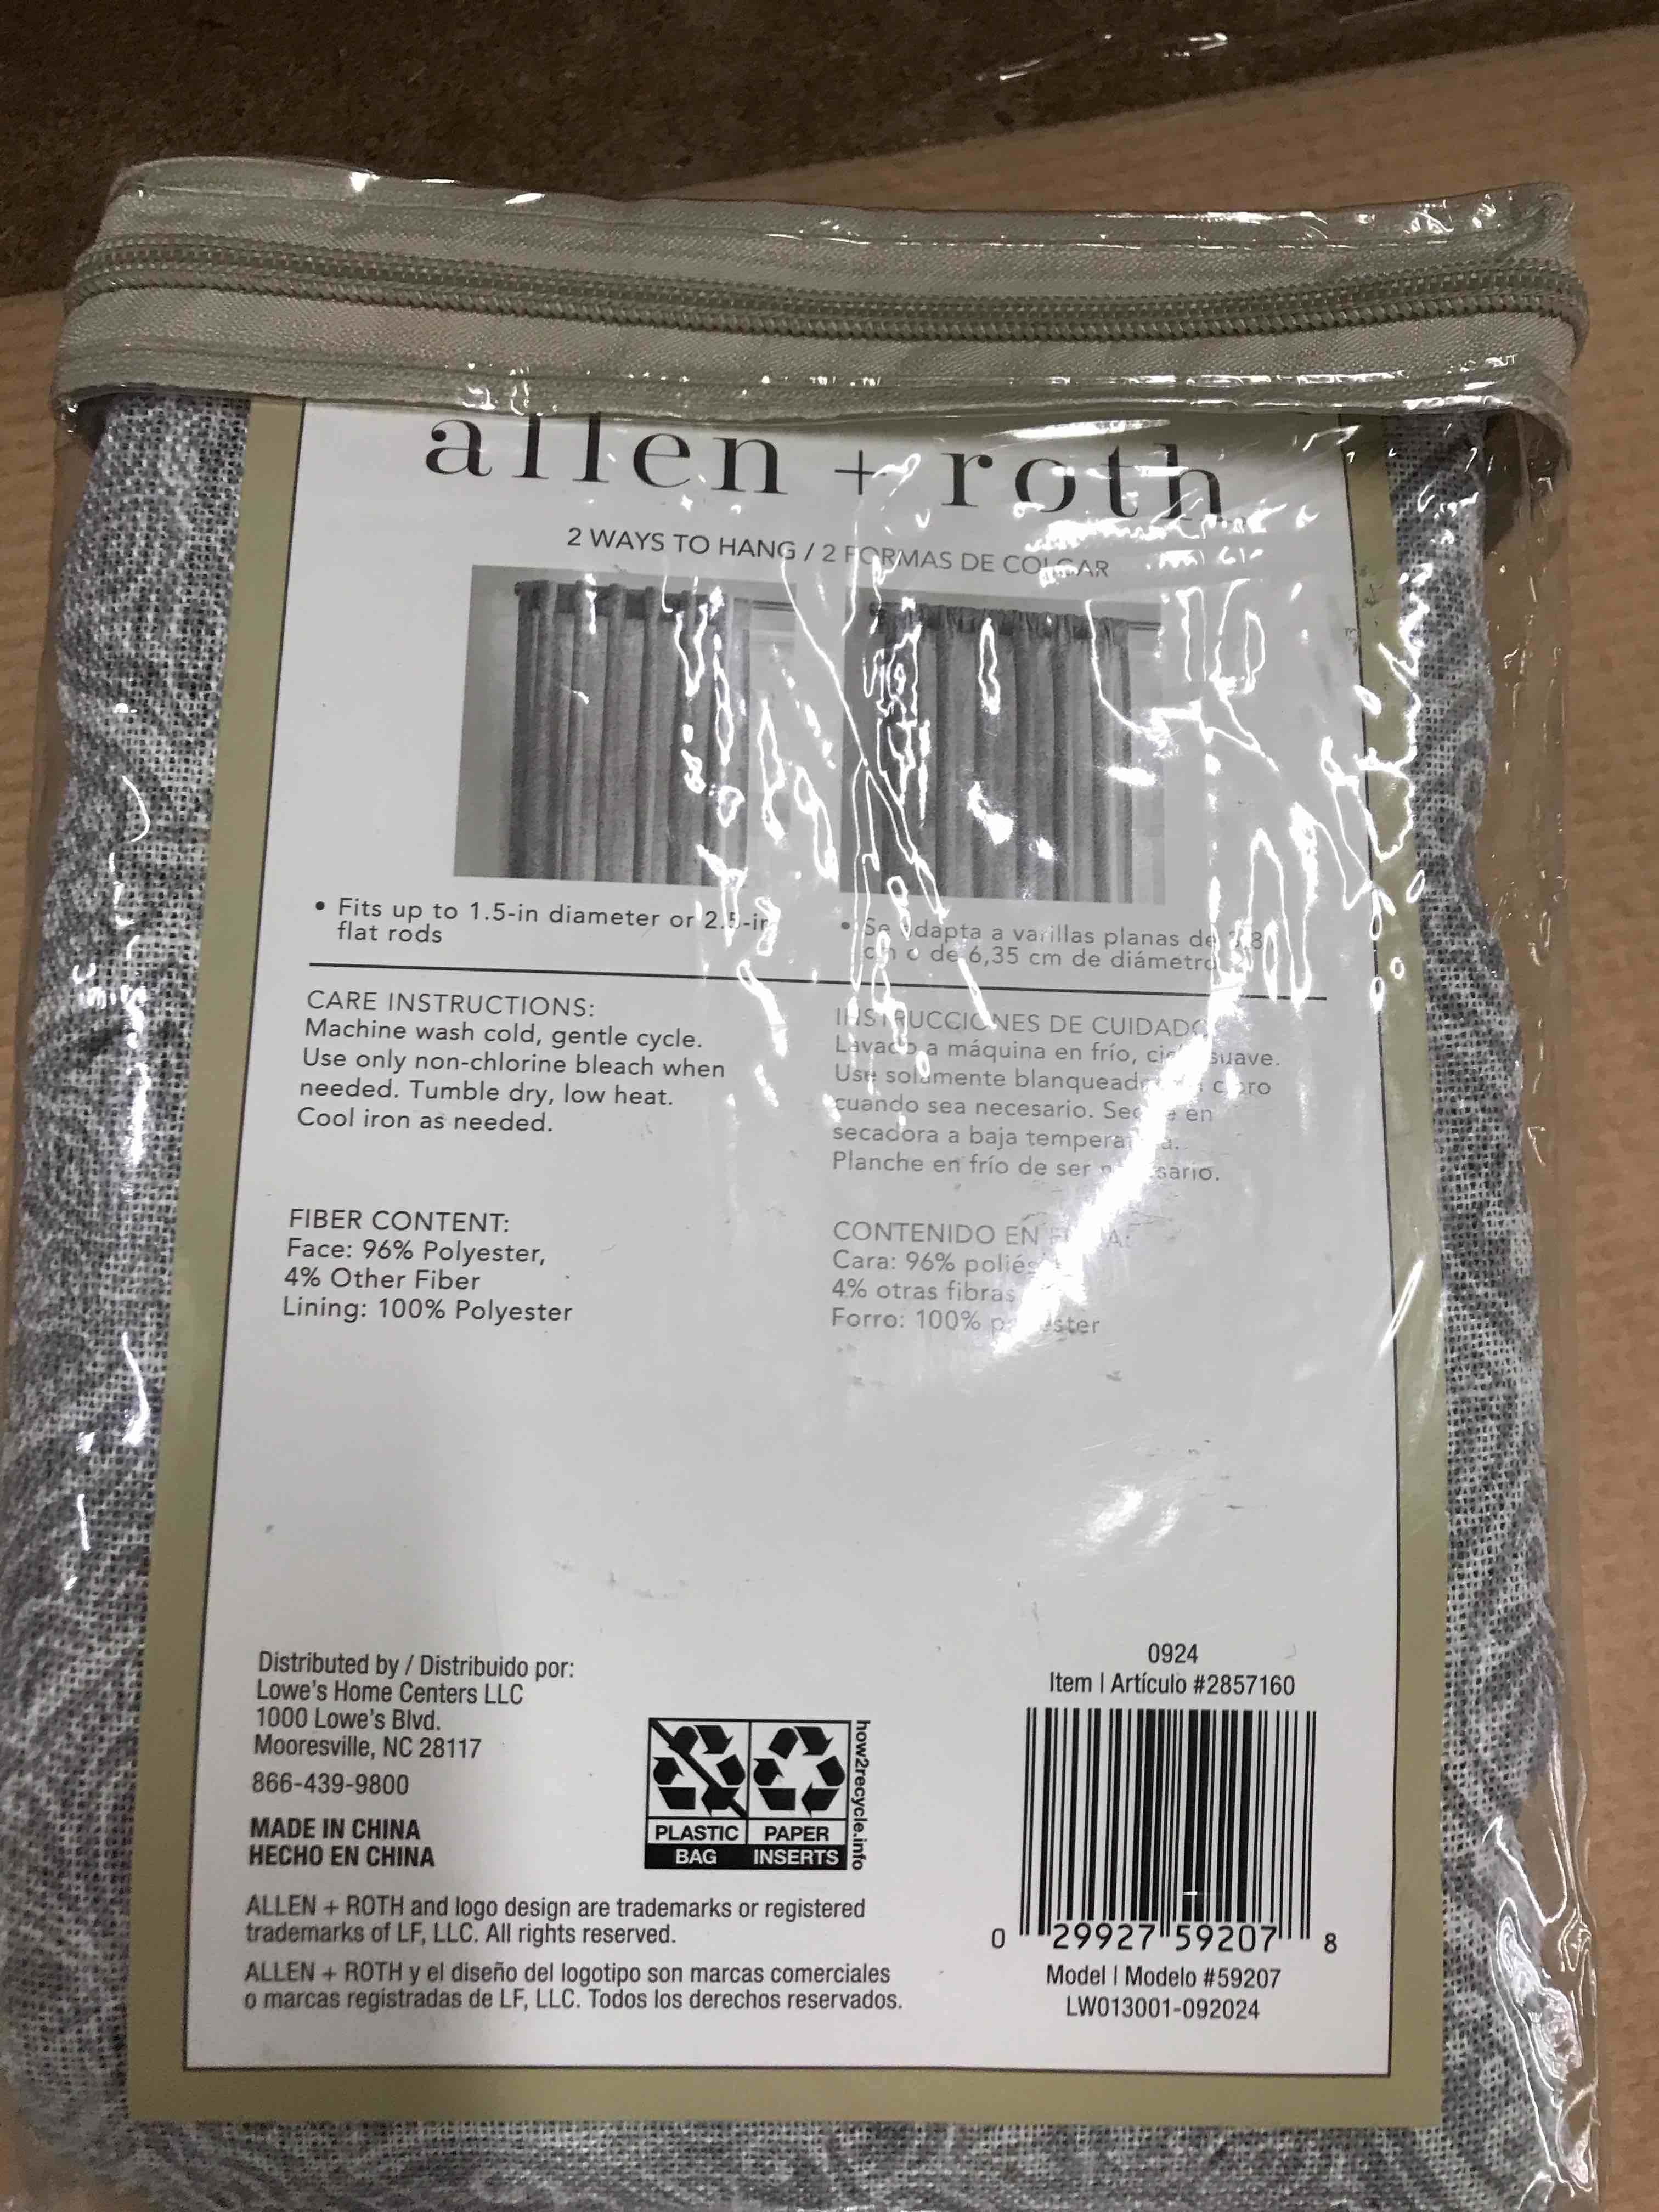 allen + roth
2 WAYS TO HANG / 2 FORMAS DE COLGAR
• Fits up to 1.5-in diameter or 2.5-in
flat rods
• Se adapta a varillas planas de
cm o de 6,35 cm de diámetro
CARE INSTRUCTIONS:
Machine wash cold, gentle cycle.
Use only non-chlorine bleach when
needed. Tumble dry, low heat.
Cool iron as needed.
INSTRUCCIONES DE CUIDADO
Lavado a máquina en frío, ciclo suave.
Use solamente cloro
cuando sea necesario. Seque en
secadora a baja temperatura..
Planche en frío de ser necesario.
FIBER CONTENT:
Face: 96% Polyester,
4% Other Fiber
Lining: 100% Polyester
CONTENIDO EN
Cara: 96%
4% otras fibras
Forro: 100%
Distributed by / Distribuido por:
Lowe's Home Centers LLC
1000 Lowe's Blvd.
Mooresville, NC 28117
866-439-9800
MADE IN CHINA
HECHO EN CHINA
PLASTIC PAPER
BAG INSERTS
how2recycle.info
ALLEN + ROTH and logo design are trademarks or registered
trademarks of LF, LLC. All rights reserved.
ALLEN + ROTH y el diseño del logotipo son marcas comerciales
o marcas registradas de LF, LLC. Todos los derechos reservados.
0924
Item | Artículo #2857160
0 29927 59207 8
Model | Modelo #59207
LW013001-092024